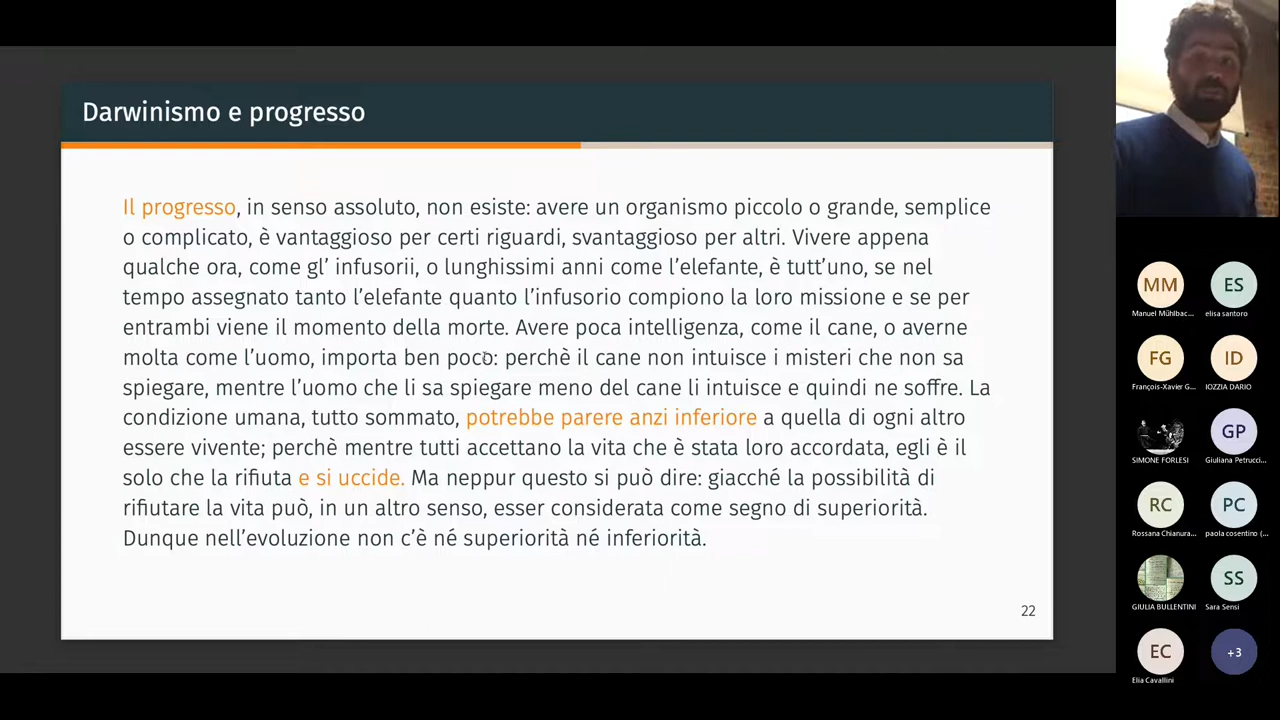 Darwinismo e progresso
Il progresso, in senso assoluto, non esiste: avere un organismo piccolo o grande, semplice
o complicato, è vantaggioso per certi riguardi, svantaggioso per altri. Vivere appena
qualche ora, come gl’ infusorii, o lunghissimi anni come l’elefante, è tutt’uno, se nel
tempo assegnato tanto l’elefante quanto l’infusorio compiono la loro missione e se per
entrambi viene il momento della morte. Avere poca intelligenza, come il cane, o averne
molta come l’uomo, importa ben poco: perchè il cane non intuisce i misteri che non sa
spiegare, mentre l’uomo che li sa spiegare meno del cane li intuisce e quindi ne soffre. La
condizione umana, tutto sommato, potrebbe parere anzi inferiore a quella di ogni altro
essere vivente; perchè mentre tutti accettano la vita che è stata loro accordata, egli è il
solo che la rifiuta e si uccide. Ma neppur questo si può dire: giacché la possibilità di
rifiutare la vita può, in un altro senso, esser considerata come segno di superiorità.
Dunque nell’evoluzione non c’è né superiorità né inferiorità.
22
MM
ES
Manuel Mühlbac...
elisa santoro
FG
ID
François-Xavier G...
IOZZIA DARIO
GP
SIMONE FORLESI
Giuliana Petrucci...
RC
PC
Rossana Chianura...
paola cosentino (...
SS
GIULIA BULLENTINI
Sara Sensi
EC
+3
Elia Cavallini